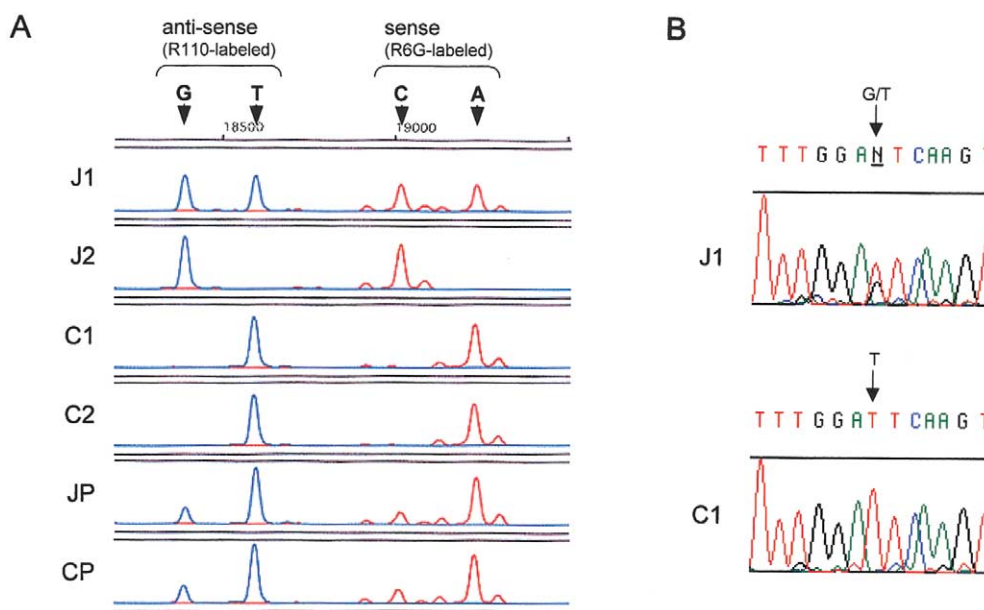 A
anti-sense
(R110-labeled)
sense
(R6G-labeled)
G T C A
18500 19000
J1
J2
C1
C2
JP
CP
B
G/T
T T T G G A N T C A A G T
J1
T
T T T G G A T T C A A G T
C1